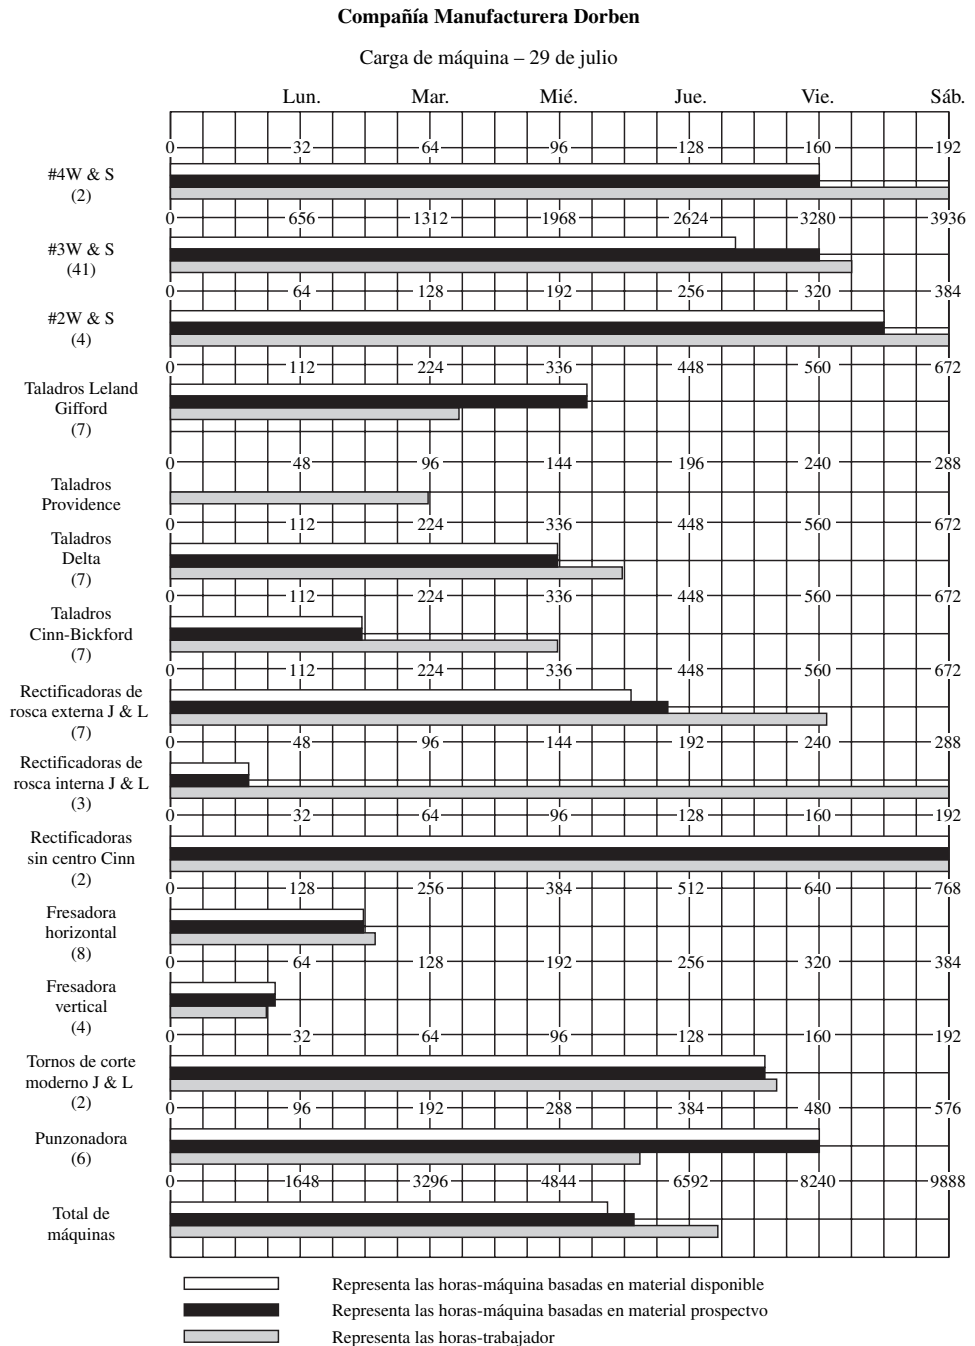 Compañía Manufacturera Dorben
Carga de máquina – 29 de julio
Lun. Mar. Mié. Jue. Vie. Sáb.
0 32 64 96 128 160 192
#4W & S
(2)
0 656 1312 1968 2624 3280 3936
#3W & S
(41)
0 64 128 192 256 320 384
#2W & S
(4)
0 112 224 336 448 560 672
Taladros Leland
Gifford
(7)
0 48 96 144 196 240 288
Taladros
Providence
0 112 224 336 448 560 672
Taladros
Delta
(7)
0 112 224 336 448 560 672
Taladros
Cinn-Bickford
(7)
0 112 224 336 448 560 672
Rectificadoras de
rosca externa J & L
(7)
0 48 96 144 192 240 288
Rectificadoras de
rosca interna J & L
(3)
0 32 64 96 128 160 192
Rectificadoras
sin centro Cinn
(2)
0 128 256 384 512 640 768
Fresadora
horizontal
(8)
0 64 128 192 256 320 384
Fresadora
vertical
(4)
0 32 64 96 128 160 192
Tornos de corte
moderno J & L
(2)
0 96 192 288 384 480 576
Punzonadora
(6)
0 1648 3296 4844 6592 8240 9888
Total de
máquinas
Representa las horas-máquina basadas en material disponible
Representa las horas-máquina basadas en material prospectvo
Representa las horas-trabajador